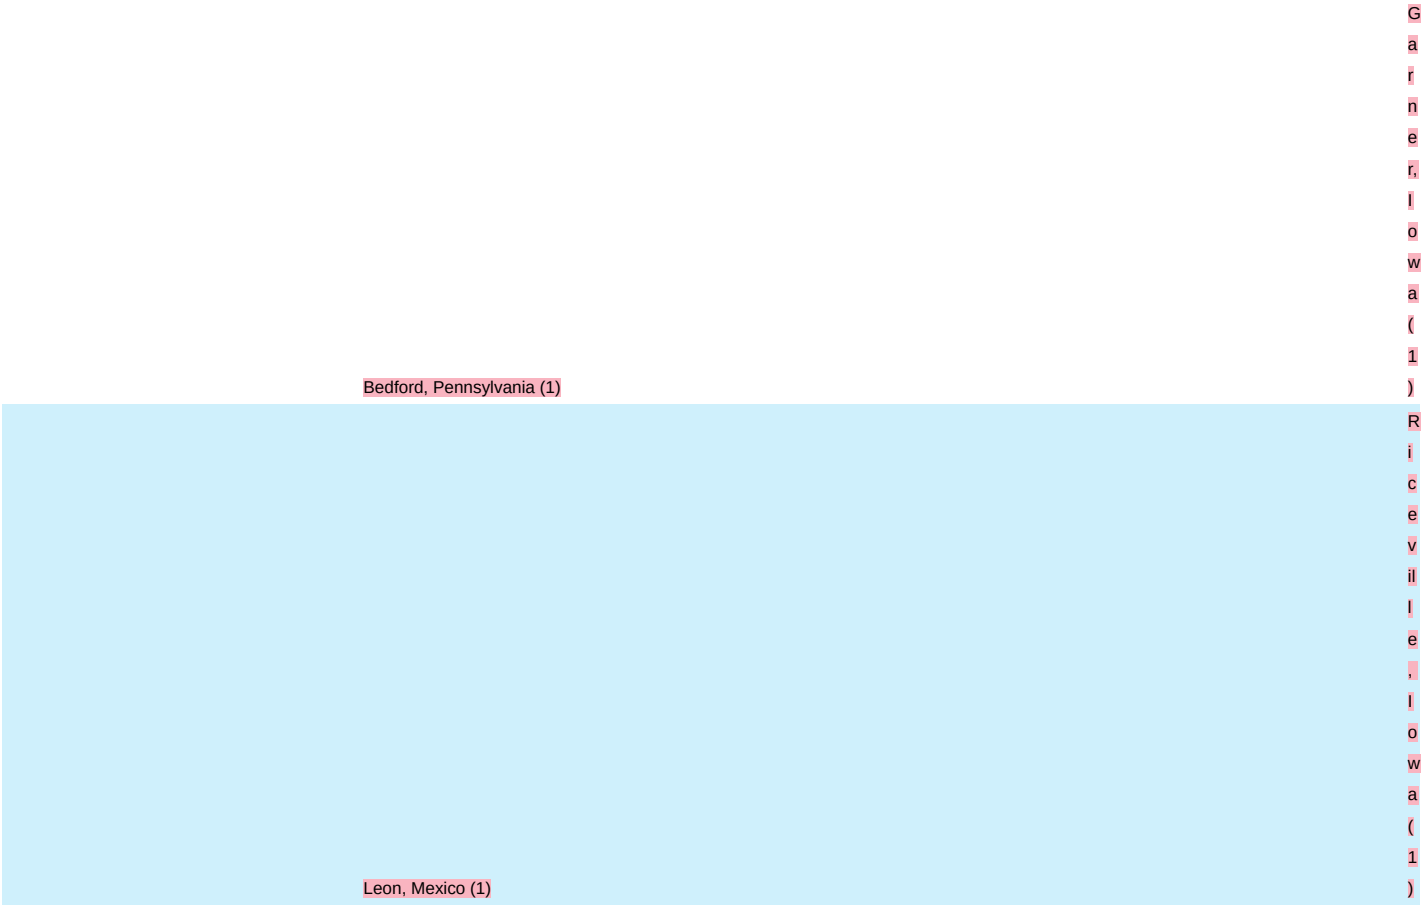 Bedford, Pennsylvania (1)
Garner, Iowa (1)
Leon, Mexico (1)
Riceville, Iowa (1)